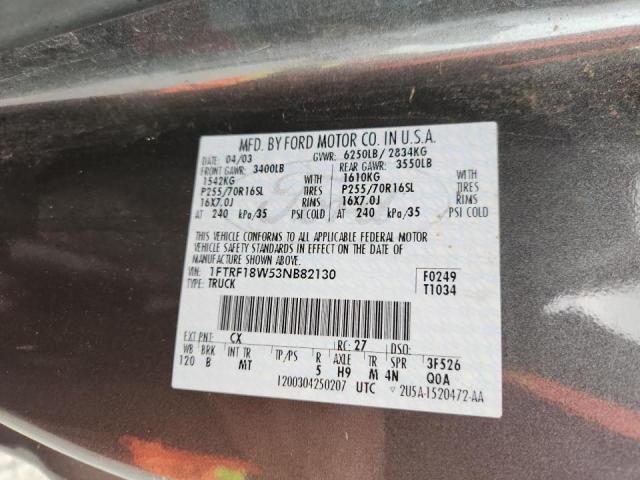 MFD. BY FORD MOTOR CO. IN U.S.A.
DATE: 04/03 GVWR: 6250LB/ 2834KG
FRONT GAWR: 3400LB REAR GAWR: 3550LB
1542KG WITH 1610KG WITH
P255/70R16SL TIRES P255/70R16SL TIRES
16X7.0J RIMS 16X7.0J RIMS
AT 240 kPa/35 PSI COLD AT 240 kPa/35 PSI COLD
THIS VEHICLE CONFORMS TO ALL APPLICABLE FEDERAL MOTOR
VEHICLE SAFETY STANDARDS IN EFFECT ON THE DATE OF
MANUFACTURE SHOWN ABOVE.
VIN: 1FTRF18W53NB82130 F0249
TYPE: TRUCK T1034
EXT PNT: CX RC: 27 DSO:
WB BRK INT TR TP/PS R AXLE TR SPR 3F526
120 B MT 5 H9 M 4N Q0A
1200304250207 UTC 2U5A-1520472-AA